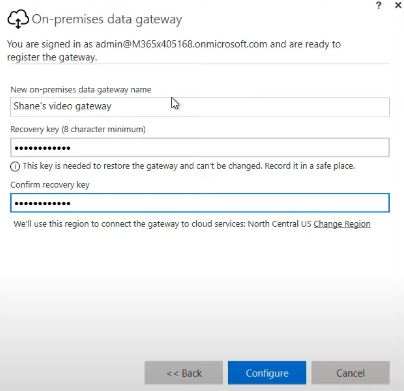 On-premises data gateway
You are signed in as admin@M365x405168.onmicrosoft.com and are ready to
register the gateway.
New on-premises data gateway name
Shane's video gateway
Recovery key (8 character minimum)
••••••••••••
This key is needed to restore the gateway and can't be changed. Record it in a safe place.
Confirm recovery key
••••••••••••
We'll use this region to connect the gateway to cloud services: North Central US Change Region
<< Back Configure Cancel